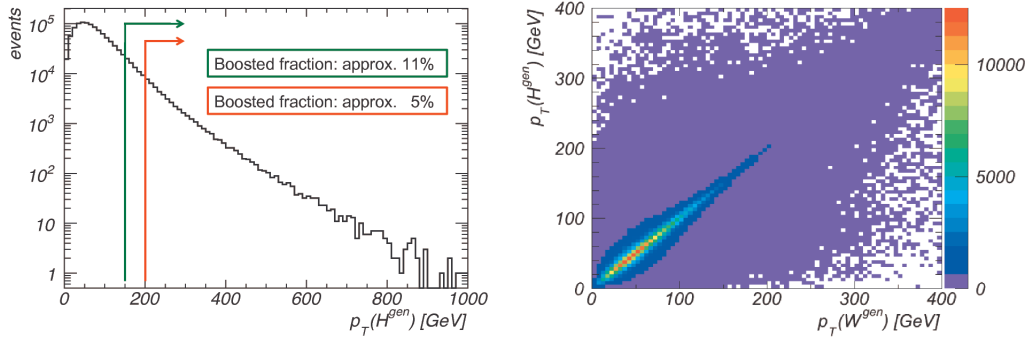 events
10^5
10^4
10^3
10^2
10
1
Boosted fraction: approx. 11%
Boosted fraction: approx. 5%
0 200 400 600 800 1000
p_T(H^gen) [GeV]
p_T(H^gen) [GeV]
400
300
200
100
0
0 100 200 300 400
p_T(W^gen) [GeV]
10000
5000
0